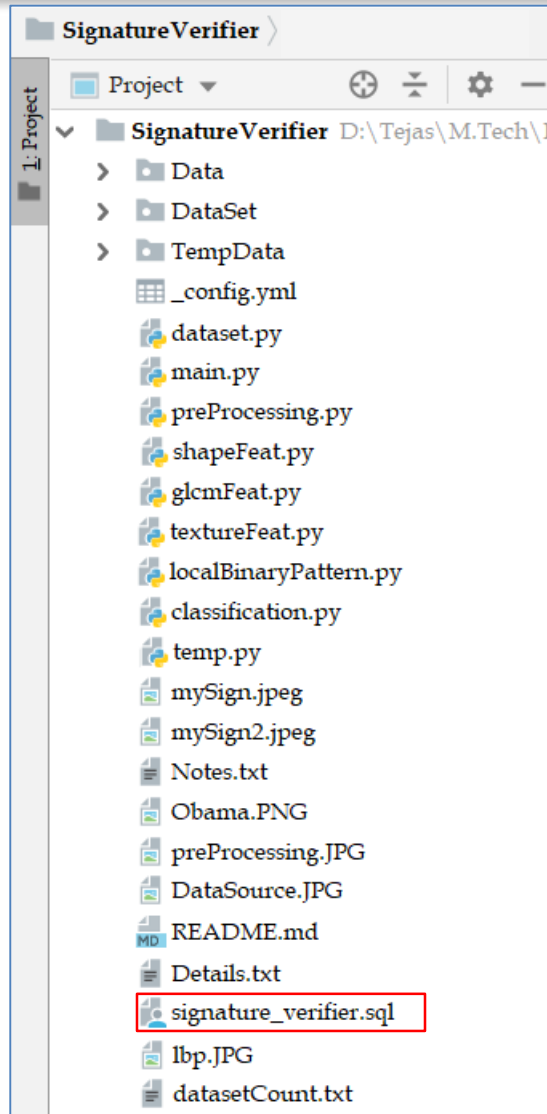 SignatureVerifier
1: Project
Project
SignatureVerifier D:\Tejas\M.Tech\
Data
DataSet
TempData
_config.yml
dataset.py
main.py
preProcessing.py
shapeFeat.py
glcmFeat.py
textureFeat.py
localBinaryPattern.py
classification.py
temp.py
mySign.jpeg
mySign2.jpeg
Notes.txt
Obama.PNG
preProcessing.JPG
DataSource.JPG
MD README.md
Details.txt
signature_verifier.sql
lbp.JPG
datasetCount.txt